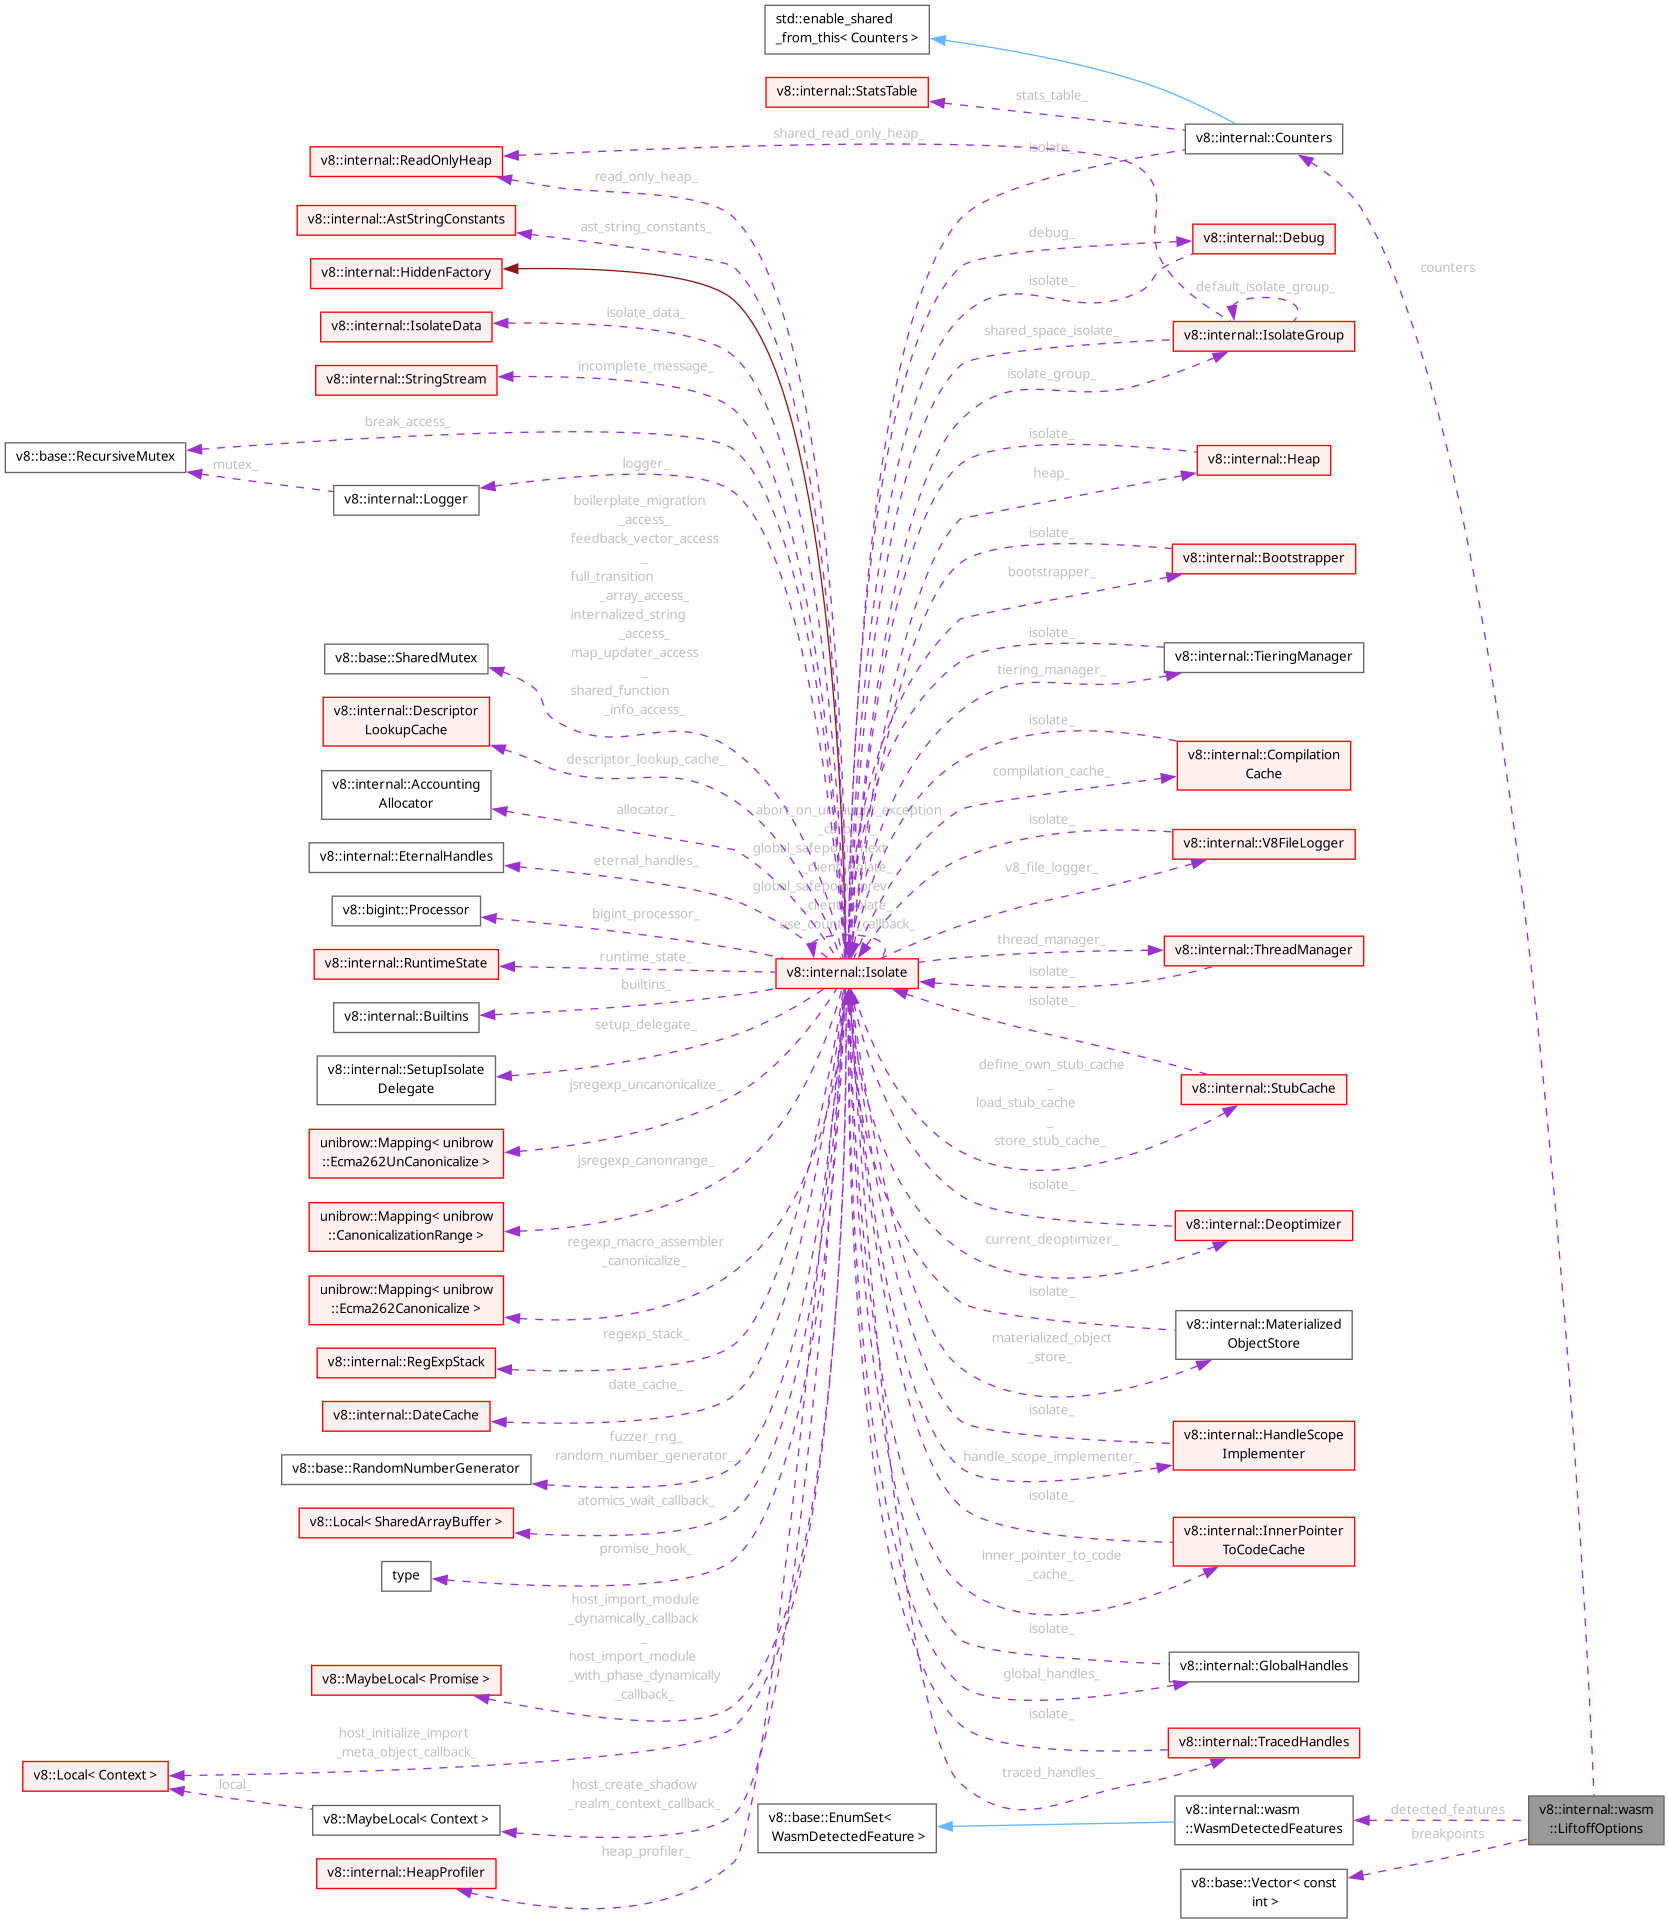 std::enable_shared
_from_this< Counters >
v8::internal::StatsTable
stats_table_
v8::internal::Counters
shared_read_only_heap_
isolate_
v8::internal::ReadOnlyHeap
read_only_heap_
v8::internal::AstStringConstants
ast_string_constants_
debug_
v8::internal::Debug
v8::internal::HiddenFactory
counters
isolate_
default_isolate_group_
v8::internal::IsolateData
isolate_data_
shared_space_isolate_
v8::internal::IsolateGroup
v8::internal::StringStream
incomplete_message_
isolate_group_
break_access_
isolate_
v8::base::RecursiveMutex
mutex_
v8::internal::Heap
logger_
heap_
v8::internal::Logger
boilerplate_migration
_access_
feedback_vector_access
_
full_transition
_array_access_
internalized_string
_access_
map_updater_access
_
shared_function
_info_access_
isolate_
v8::internal::Bootstrapper
bootstrapper_
isolate_
v8::base::SharedMutex
v8::internal::TieringManager
tiering_manager_
v8::internal::Descriptor
LookupCache
descriptor_lookup_cache_
isolate_
v8::internal::Compilation
Cache
compilation_cache_
v8::internal::Accounting
Allocator
allocator_
abort_on_uncaught_exception
_callback_
global_safepoint_next
_client_isolate_
global_safepoint_prev
_client_isolate_
use_counter_callback_
isolate_
v8::internal::V8FileLogger
v8_file_logger_
v8::internal::EternalHandles
eternal_handles_
v8::bigint::Processor
bigint_processor_
thread_manager_
v8::internal::ThreadManager
isolate_
v8::internal::RuntimeState
runtime_state_
v8::internal::Isolate
builtins_
isolate_
v8::internal::Builtins
setup_delegate_
v8::internal::SetupIsolate
Delegate
define_own_stub_cache
_
load_stub_cache
_
store_stub_cache_
v8::internal::StubCache
jsregexp_uncanonicalize_
unibrow::Mapping< unibrow
::Ecma262UnCanonicalize >
jsregexp_canonrange_
isolate_
unibrow::Mapping< unibrow
::CanonicalizationRange >
v8::internal::Deoptimizer
current_deoptimizer_
regexp_macro_assembler
_canonicalize_
unibrow::Mapping< unibrow
::Ecma262Canonicalize >
isolate_
v8::internal::Materialized
ObjectStore
materialized_object
_store_
regexp_stack_
v8::internal::RegExpStack
date_cache_
v8::internal::DateCache
isolate_
v8::internal::HandleScope
Implementer
handle_scope_implementer_
fuzzer_rng_
random_number_generator_
v8::base::RandomNumberGenerator
isolate_
atomics_wait_callback_
v8::Local< SharedArrayBuffer >
v8::internal::InnerPointer
ToCodeCache
inner_pointer_to_code
_cache_
promise_hook_
type
host_import_module
_dynamically_callback
_
host_import_module
_with_phase_dynamically
_callback_
isolate_
v8::internal::GlobalHandles
global_handles_
v8::MaybeLocal< Promise >
isolate_
host_initialize_import
_meta_object_callback_
v8::internal::TracedHandles
traced_handles_
v8::Local< Context >
local_
host_create_shadow
_realm_context_callback_
v8::MaybeLocal< Context >
v8::base::EnumSet<
WasmDetectedFeature >
v8::internal::wasm
::WasmDetectedFeatures
detected_features
breakpoints
v8::internal::wasm
::LiftoffOptions
heap_profiler_
v8::internal::HeapProfiler
v8::base::Vector< const
int >